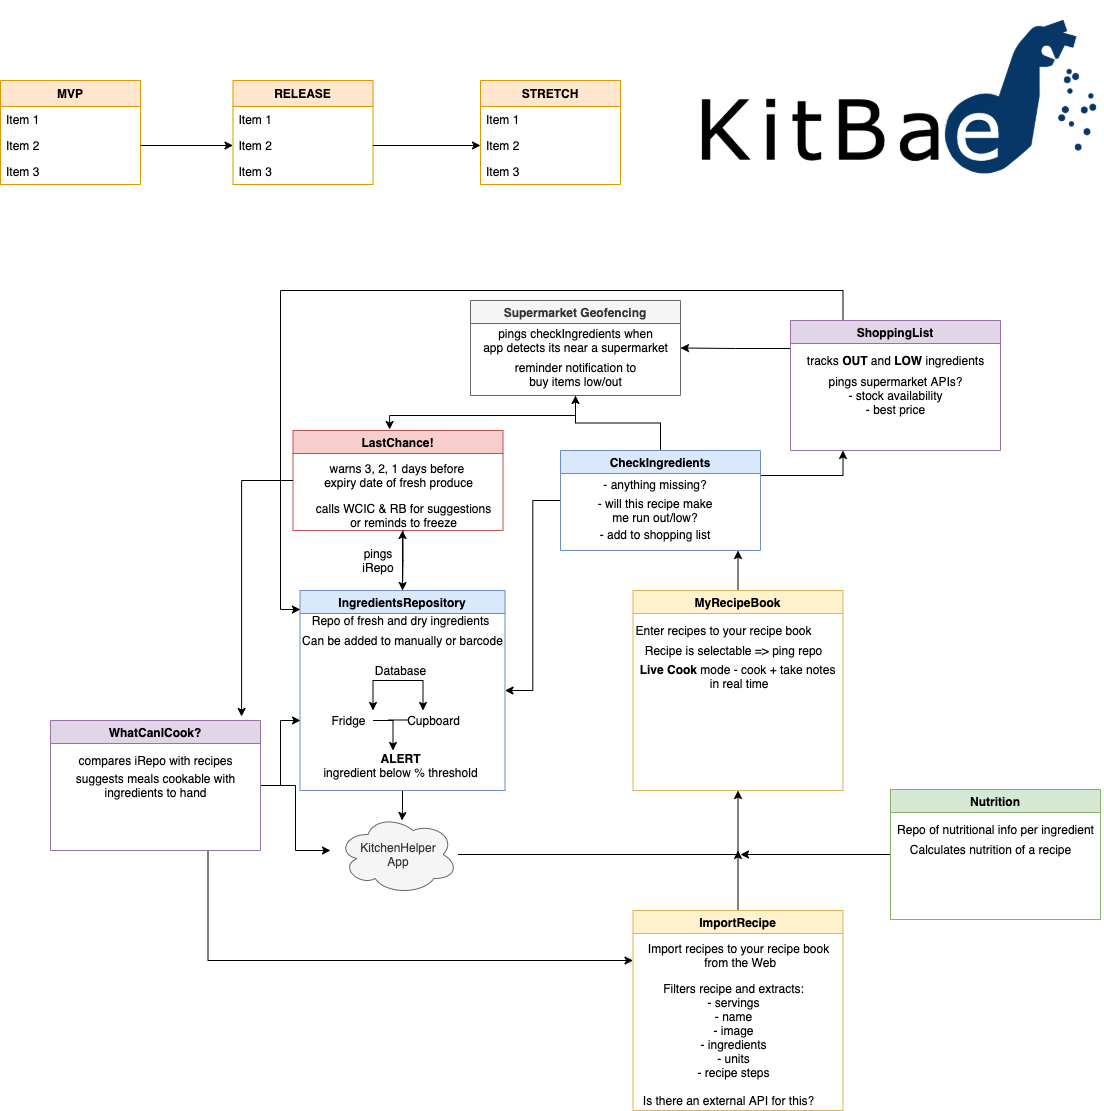 MVP
Item 1
Item 2
Item 3
RELEASE
Item 1
Item 2
Item 3
STRETCH
Item 1
Item 2
Item 3
KitBae
Supermarket Geofencing
pings checkIngredients when
app detects its near a supermarket
reminder notification to
buy items low/out
ShoppingList
tracks OUT and LOW ingredients
pings supermarket APIs?
- stock availability
- best price
LastChance!
warns 3, 2, 1 days before
expiry date of fresh produce
calls WCIC & RB for suggestions
or reminds to freeze
CheckIngredients
- anything missing?
- will this recipe make
me run out/low?
- add to shopping list
pings
iRepo
IngredientsRepository
Repo of fresh and dry ingredients
Can be added to manually or barcode
Database
Fridge
Cupboard
ALERT
ingredient below % threshold
MyRecipeBook
Enter recipes to your recipe book
Recipe is selectable => ping repo
Live Cook mode - cook + take notes
in real time
WhatCanICook?
compares iRepo with recipes
suggests meals cookable with
ingredients to hand
KitchenHelper
App
Nutrition
Repo of nutritional info per ingredient
Calculates nutrition of a recipe
ImportRecipe
Import recipes to your recipe book
from the Web
Filters recipe and extracts:
- servings
- name
- image
- ingredients
- units
- recipe steps
Is there an external API for this?